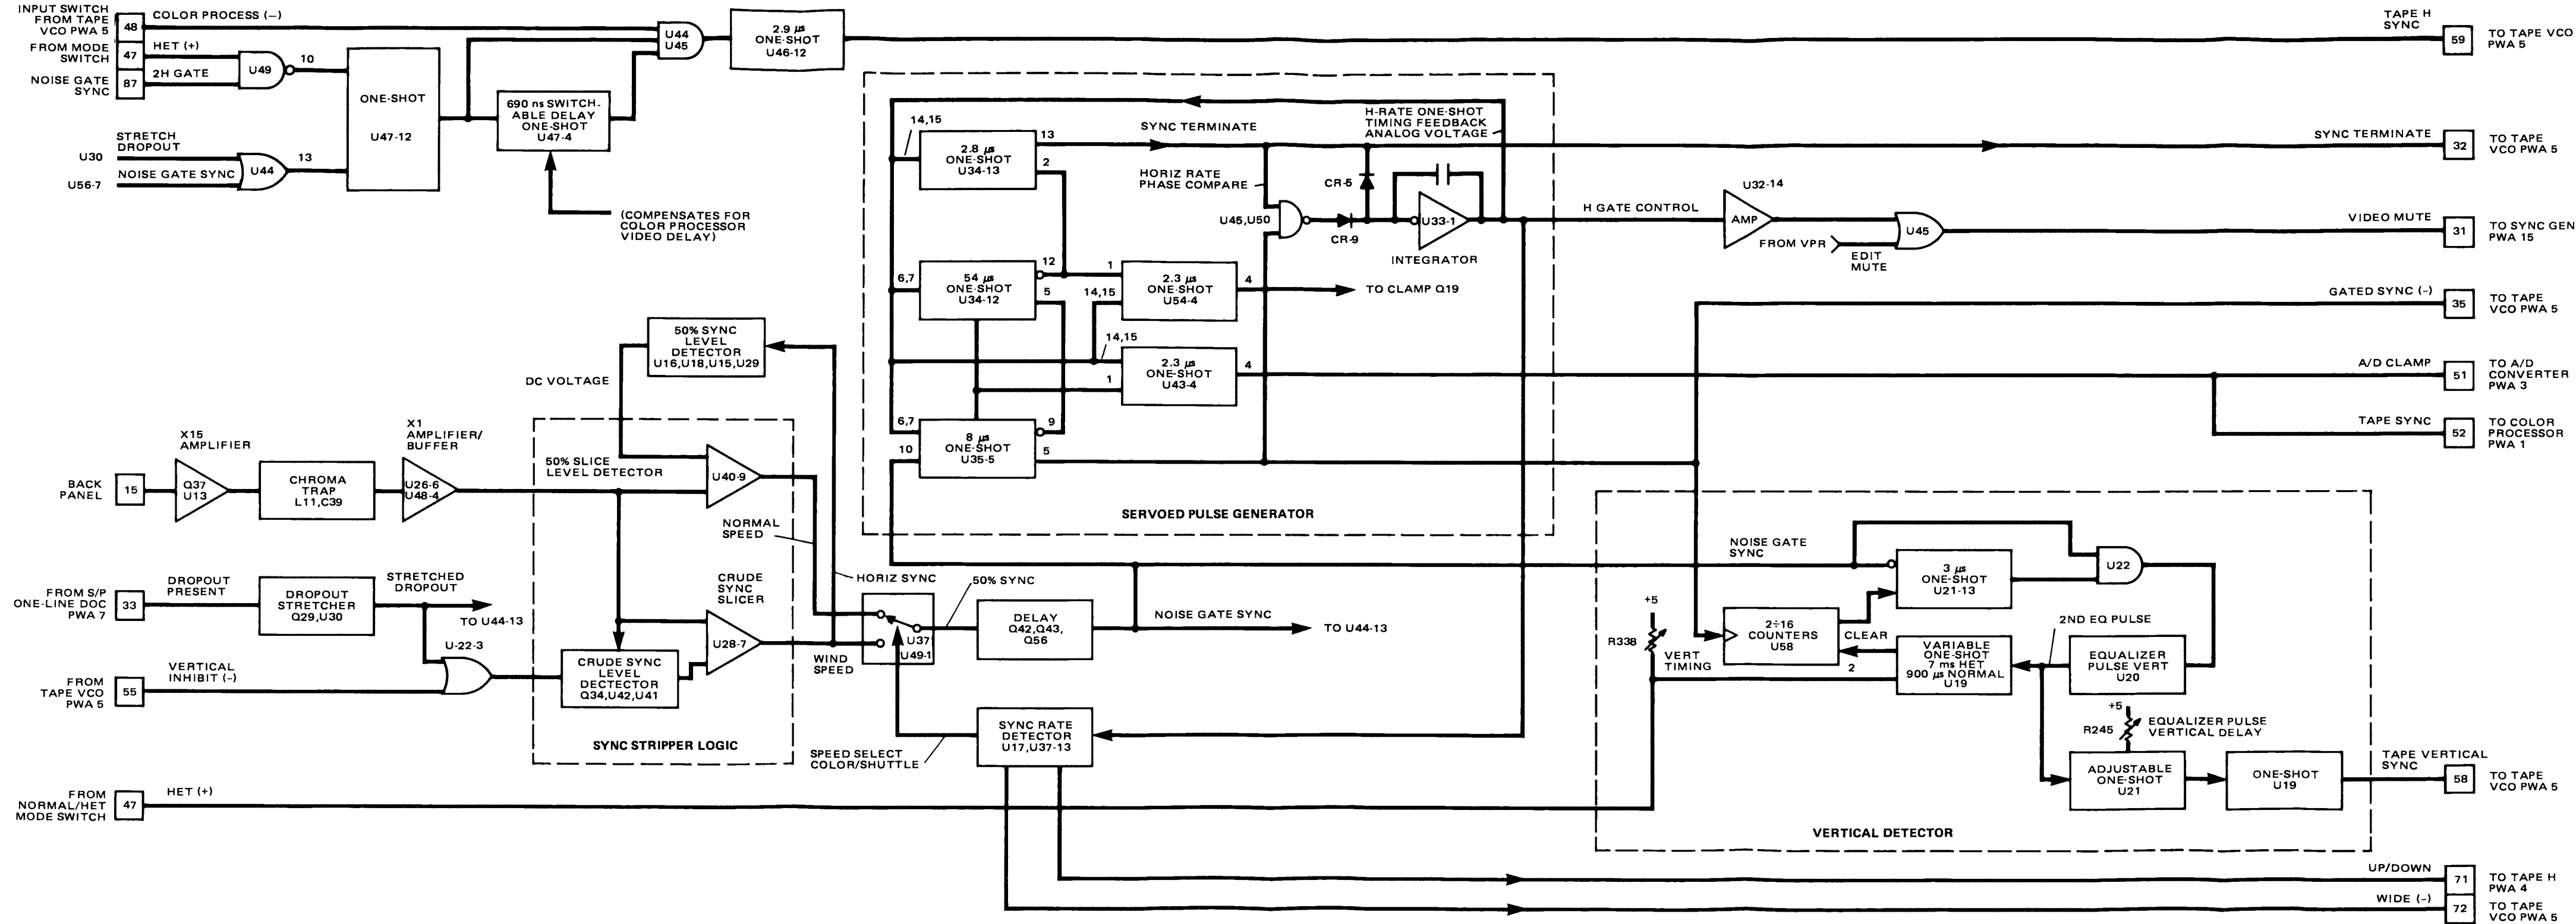 INPUT SWITCH
FROM TAPE
VCO PWA 5
48
COLOR PROCESS (—)
FROM MODE
SWITCH
47
HET (+)
NOISE GATE
SYNC
87
2H GATE
U49
10
ONE-SHOT
U47-12
STRETCH
DROPOUT
U30
NOISE GATE SYNC
U56-7
U44
13
690 ns SWITCH-
ABLE DELAY
ONE-SHOT
U47-4
(COMPENSATES FOR
COLOR PROCESSOR
VIDEO DELAY)
U44
U45
2.9 µs
ONE-SHOT
U46-12
TAPE H
SYNC
59
TO TAPE VCO
PWA 5
14,15
2.8 µs
ONE-SHOT
U34-13
13
2
SYNC TERMINATE
H-RATE ONE-SHOT
TIMING FEEDBACK
ANALOG VOLTAGE
HORIZ RATE
PHASE COMPARE
CR-5
U45,U50
CR-9
U33-1
INTEGRATOR
SYNC TERMINATE
32
TO TAPE
VCO PWA 5
H GATE CONTROL
U32-14
AMP
FROM VPR
EDIT
MUTE
U45
VIDEO MUTE
31
TO SYNC GEN
PWA 15
6,7
54 µs
ONE-SHOT
U34-12
12
5
1
14,15
2.3 µs
ONE-SHOT
U54-4
4
TO CLAMP Q19
14,15
1
2.3 µs
ONE-SHOT
U43-4
4
6,7
10
8 µs
ONE-SHOT
U35-5
9
5
SERVOED PULSE GENERATOR
GATED SYNC (-)
35
TO TAPE
VCO PWA 5
A/D CLAMP
51
TO A/D
CONVERTER
PWA 3
TAPE SYNC
52
TO COLOR
PROCESSOR
PWA 1
50% SYNC
LEVEL
DETECTOR
U16,U18,U15,U29
DC VOLTAGE
BACK
PANEL
15
X15
AMPLIFIER
Q37
U13
CHROMA
TRAP
L11,C39
X1
AMPLIFIER/
BUFFER
U26-6
U48-4
50% SLICE
LEVEL DETECTOR
U40-9
NORMAL
SPEED
FROM S/P
ONE-LINE DOC
PWA 7
33
DROPOUT
PRESENT
DROPOUT
STRETCHER
Q29,U30
STRETCHED
DROPOUT
TO U44-13
U-22-3
FROM
TAPE VCO
PWA 5
55
VERTICAL
INHIBIT (-)
CRUDE SYNC
LEVEL
DECTECTOR
Q34,U42,U41
CRUDE
SYNC
SLICER
U28-7
SYNC STRIPPER LOGIC
HORIZ SYNC
WIND
SPEED
U37
U49-1
50% SYNC
DELAY
Q42,Q43,
Q56
NOISE GATE SYNC
TO U44-13
SPEED SELECT
COLOR/SHUTTLE
SYNC RATE
DETECTOR
U17,U37-13
FROM
NORMAL/HET
MODE SWITCH
47
HET (+)
NOISE GATE
SYNC
3 µs
ONE-SHOT
U21-13
U22
+5
R338
VERT
TIMING
2÷16
COUNTERS
U58
CLEAR
2
VARIABLE
ONE-SHOT
7 ms HET
900 µs NORMAL
U19
2ND EQ PULSE
EQUALIZER
PULSE VERT
U20
+5
R245
EQUALIZER PULSE
VERTICAL DELAY
ADJUSTABLE
ONE-SHOT
U21
ONE-SHOT
U19
VERTICAL DETECTOR
TAPE VERTICAL
SYNC
58
TO TAPE
VCO PWA 5
UP/DOWN
71
TO TAPE H
PWA 4
WIDE (-)
72
TO TAPE
VCO PWA 5